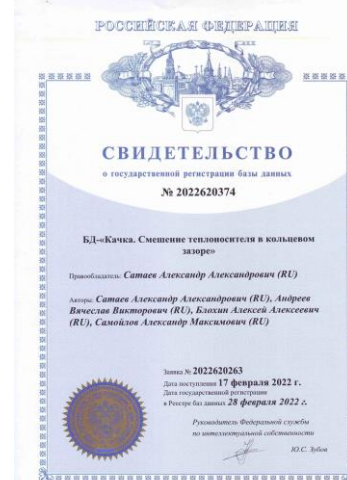 РОССИЙСКАЯ ФЕДЕРАЦИЯ
СВИДЕТЕЛЬСТВО
о государственной регистрации базы данных
№ 2022620374
БД-«Качка. Смешение теплоносителя в кольцевом
зазоре»
Правообладатель: Сатаев Александр Александрович (RU)
Авторы: Сатаев Александр Александрович (RU), Андреев
Вячеслав Викторович (RU), Блохин Алексей Алексеевич
(RU), Самойлов Александр Максимович (RU)
Заявка № 2022620263
Дата поступления 17 февраля 2022 г.
Дата государственной регистрации
в Реестре баз данных 28 февраля 2022 г.
Руководитель Федеральной службы
по интеллектуальной собственности
Ю.С. Зубов